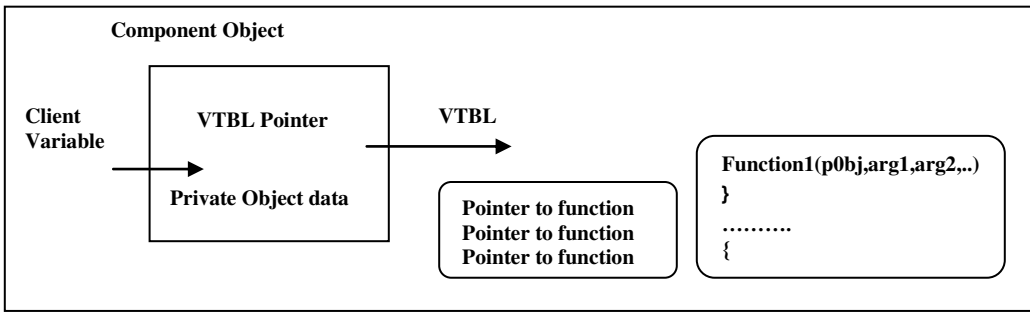 Component Object
Client
Variable
VTBL Pointer
Private Object data
VTBL
Pointer to function
Pointer to function
Pointer to function
Function1(p0bj,arg1,arg2,..)
}
……….
{